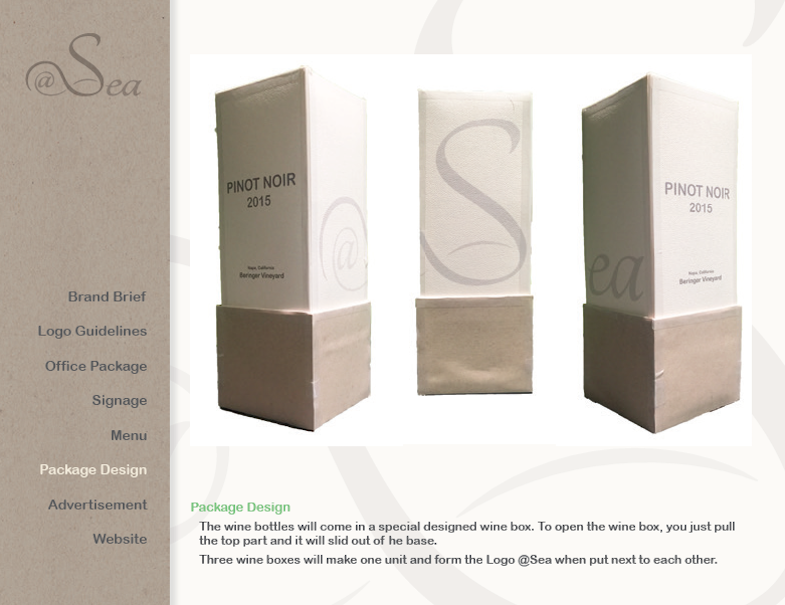 @Sea
Brand Brief
Logo Guidelines
Office Package
Signage
Menu
Package Design
Advertisement
Website
PINOT NOIR
2015
Napa, California
Beringer Vineyard
@
S
PINOT NOIR
2015
Napa, California
Beringer Vineyard
ea
Package Design
The wine bottles will come in a special designed wine box. To open the wine box, you just pull
the top part and it will slid out of he base.
Three wine boxes will make one unit and form the Logo @Sea when put next to each other.